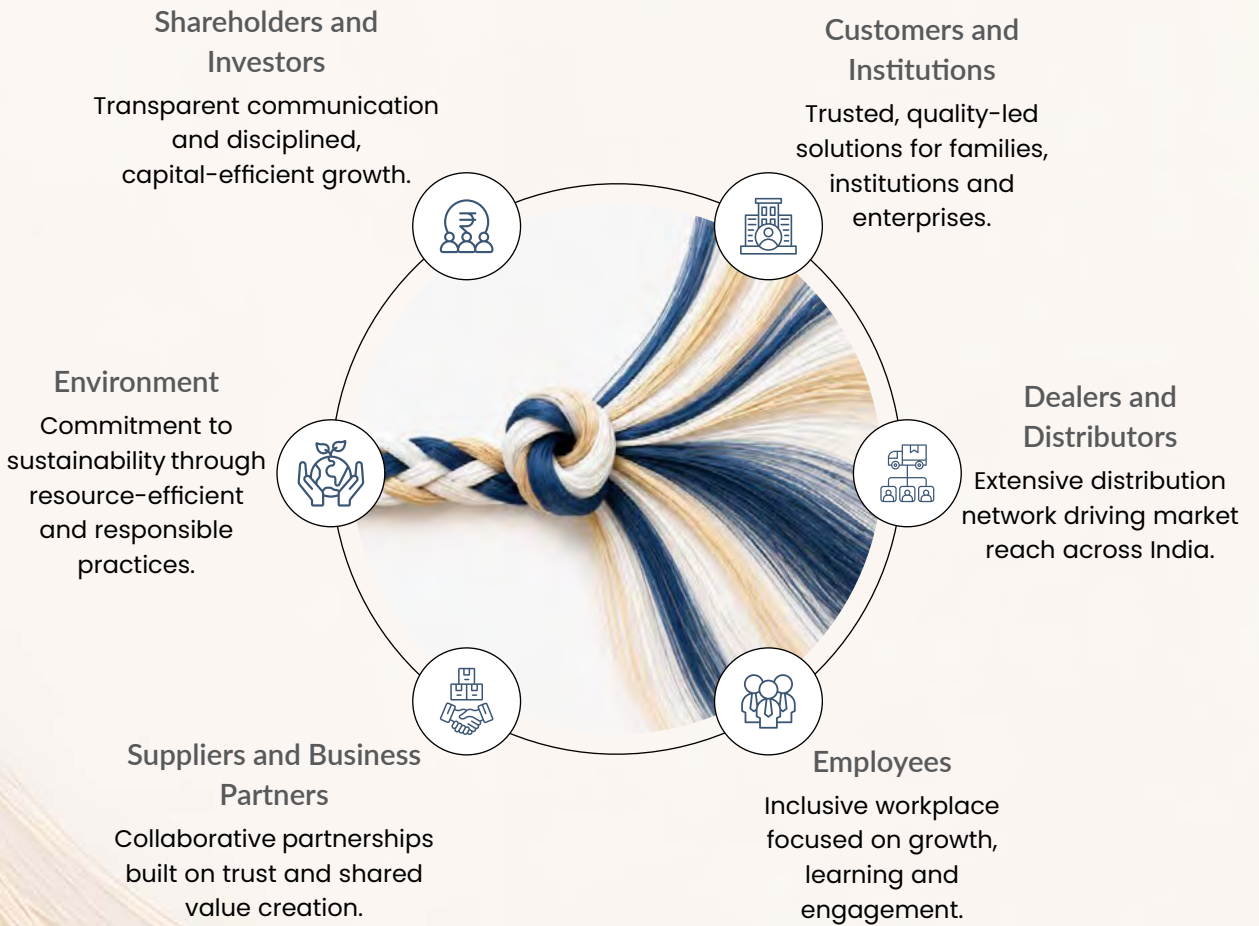 Shareholders and
Investors
Transparent communication
and disciplined,
capital-efficient growth.
Customers and
Institutions
Trusted, quality-led
solutions for families,
institutions and
enterprises.
Environment
Commitment to
sustainability through
resource-efficient
and responsible
practices.
Dealers and
Distributors
Extensive distribution
network driving market
reach across India.
Suppliers and Business
Partners
Collaborative partnerships
built on trust and shared
value creation.
Employees
Inclusive workplace
focused on growth,
learning and
engagement.